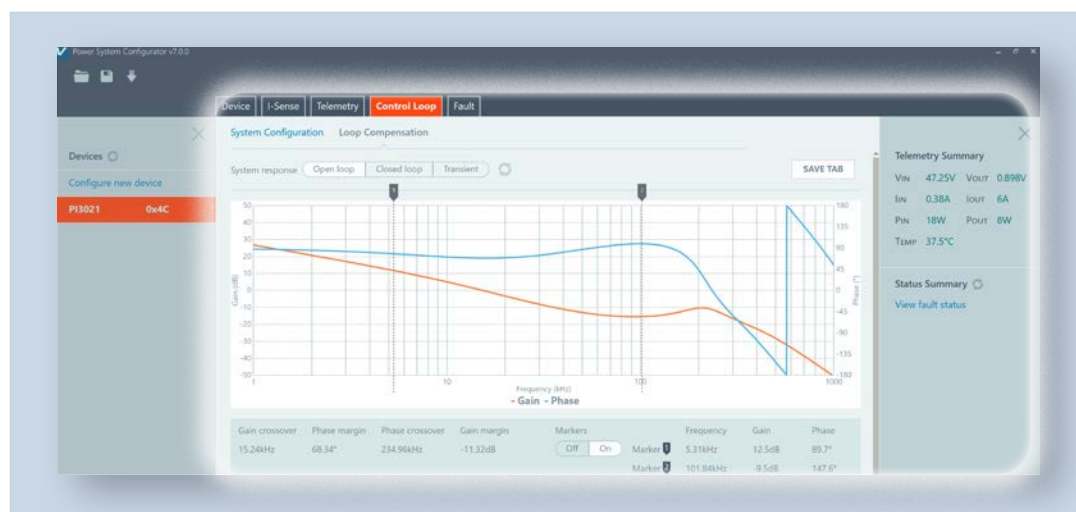 Power System Configurator v7.0.0
Device I-Sense Telemetry Control Loop Fault
System Configuration Loop Compensation
Devices
Configure new device
PI3021 0x4C
System response Open loop Closed loop Transient
SAVE TAB
1 2
50 40 30 20 10 0 -10 -20 -30 -40 -50
Gain (dB)
180 135 90 45 0 -45 -90 -135 -180
Phase (°)
1 10 100 1000
Frequency (kHz)
- Gain - Phase
Gain crossover Phase margin Phase crossover Gain margin Markers Frequency Gain Phase
15.24kHz 68.34° 234.96kHz -11.32dB Off On Marker 1 5.31kHz 12.5dB 89.7°
Marker 2 101.84kHz -9.5dB 147.6°
Telemetry Summary
VIN 47.25V VOUT 0.898V
IIN 0.38A IOUT 6A
PIN 18W POUT 8W
TEMP 37.5°C
Status Summary
View fault status